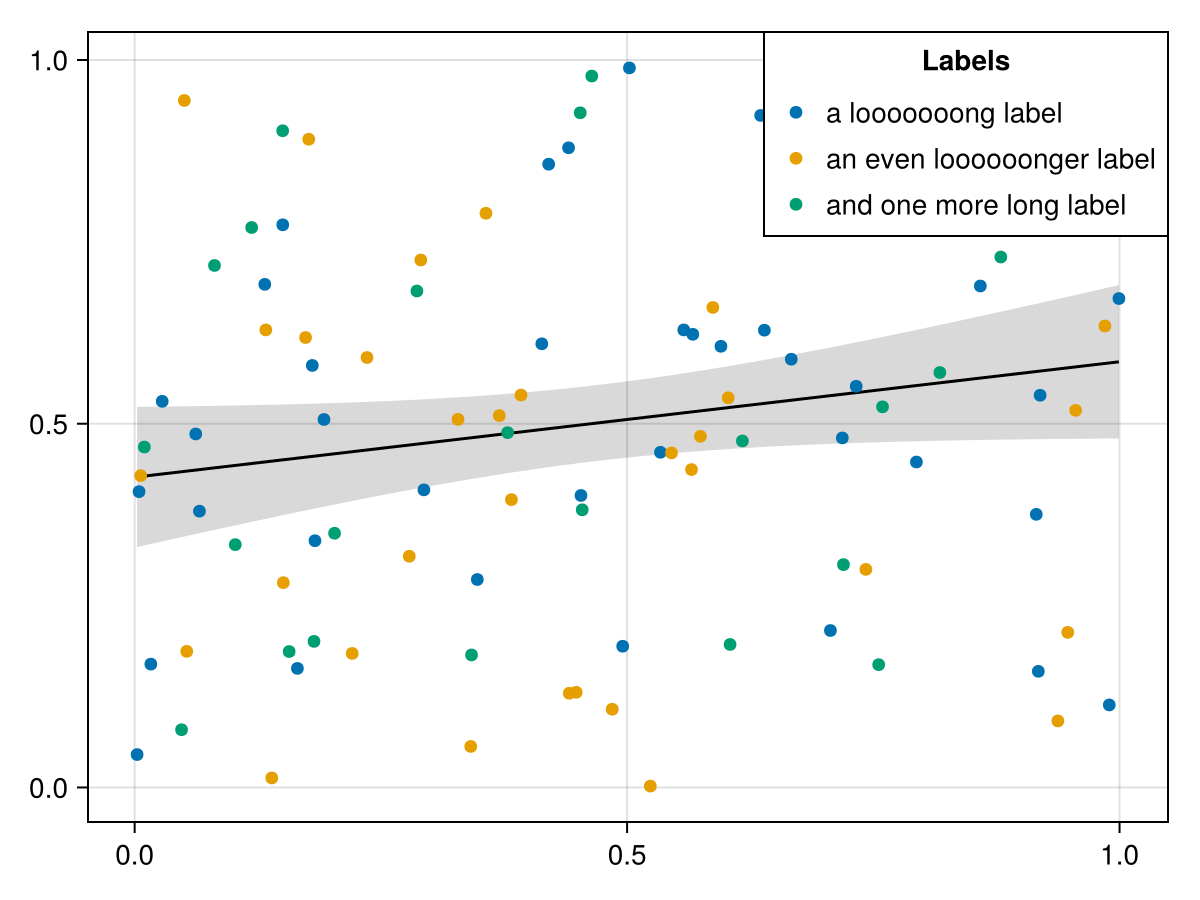 1.0
Labels
a looooooong label
an even looooooonger label
and one more long label
0.5
0.0
0.0 0.5 1.0